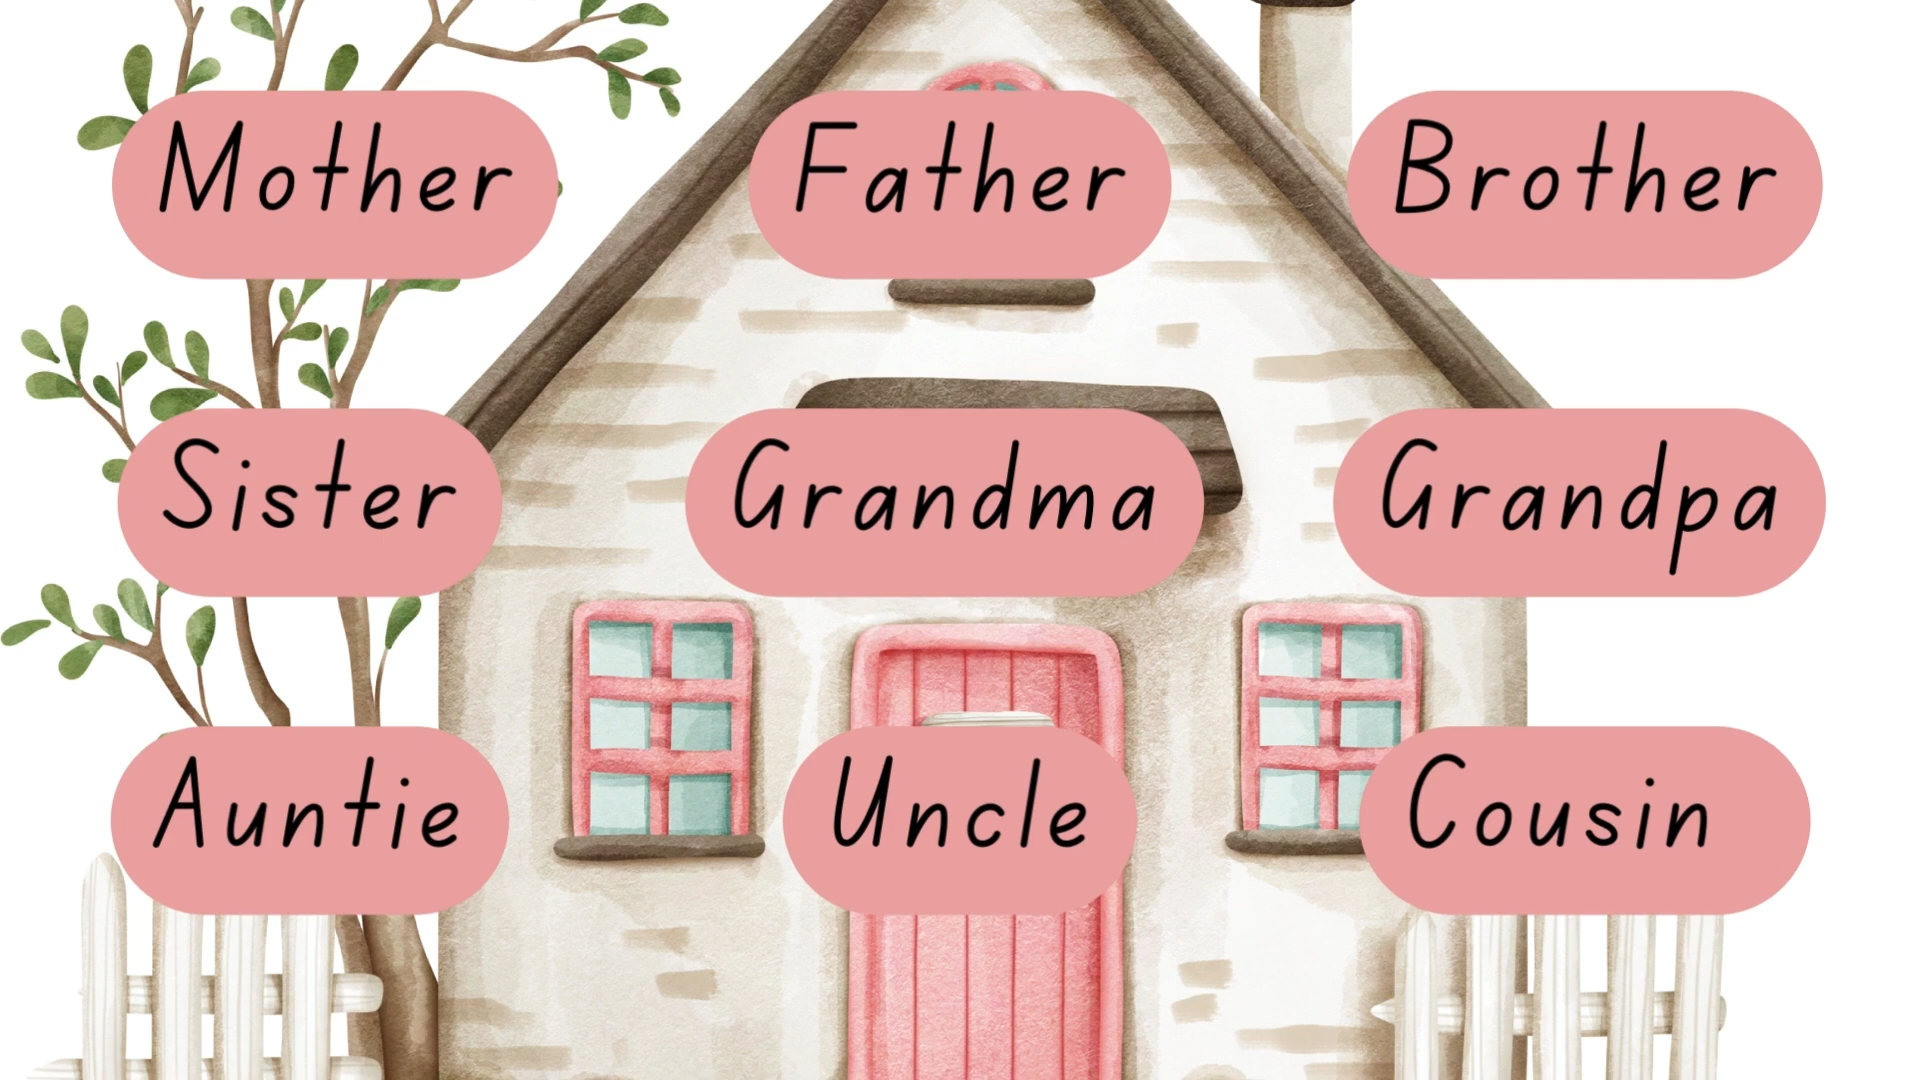 Mother
Father
Brother
Sister
Grandma
Grandpa
Auntie
Uncle
Cousin